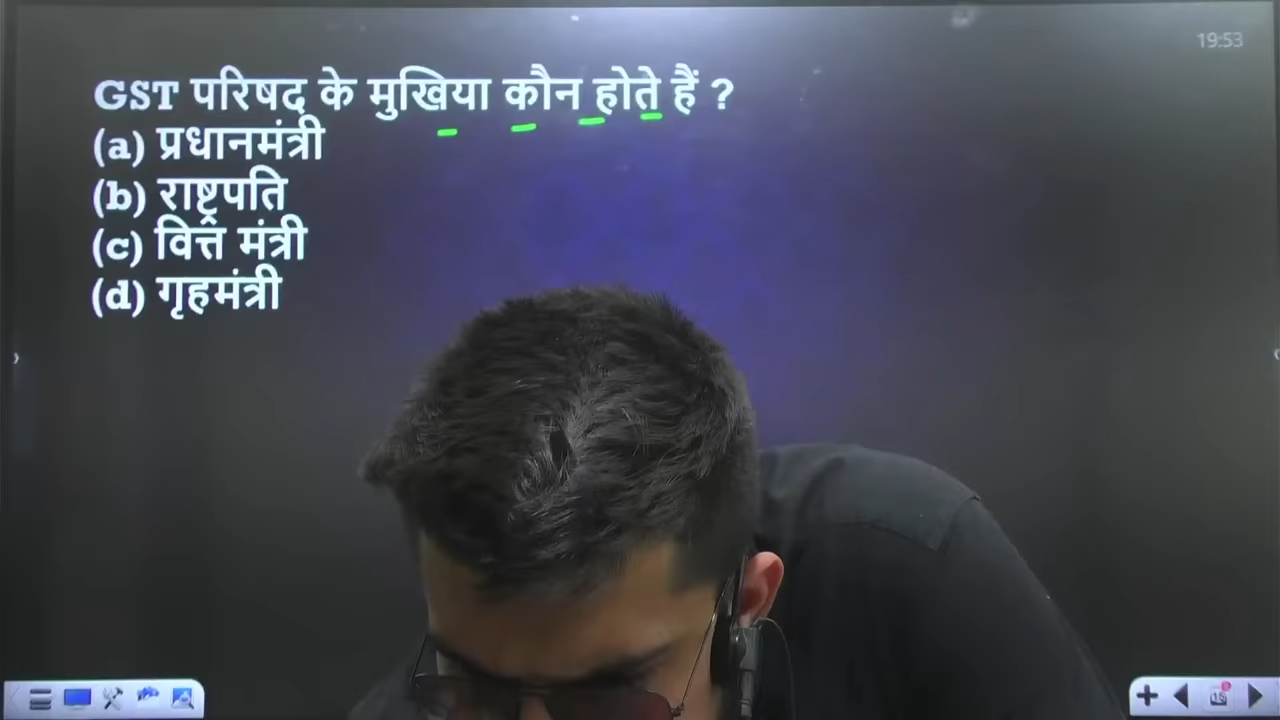 19:53
GST परिषद के मुखिया कौन होते हैं ?
(a) प्रधानमंत्री
(b) राष्ट्रपति
(c) वित्त मंत्री
(d) गृहमंत्री